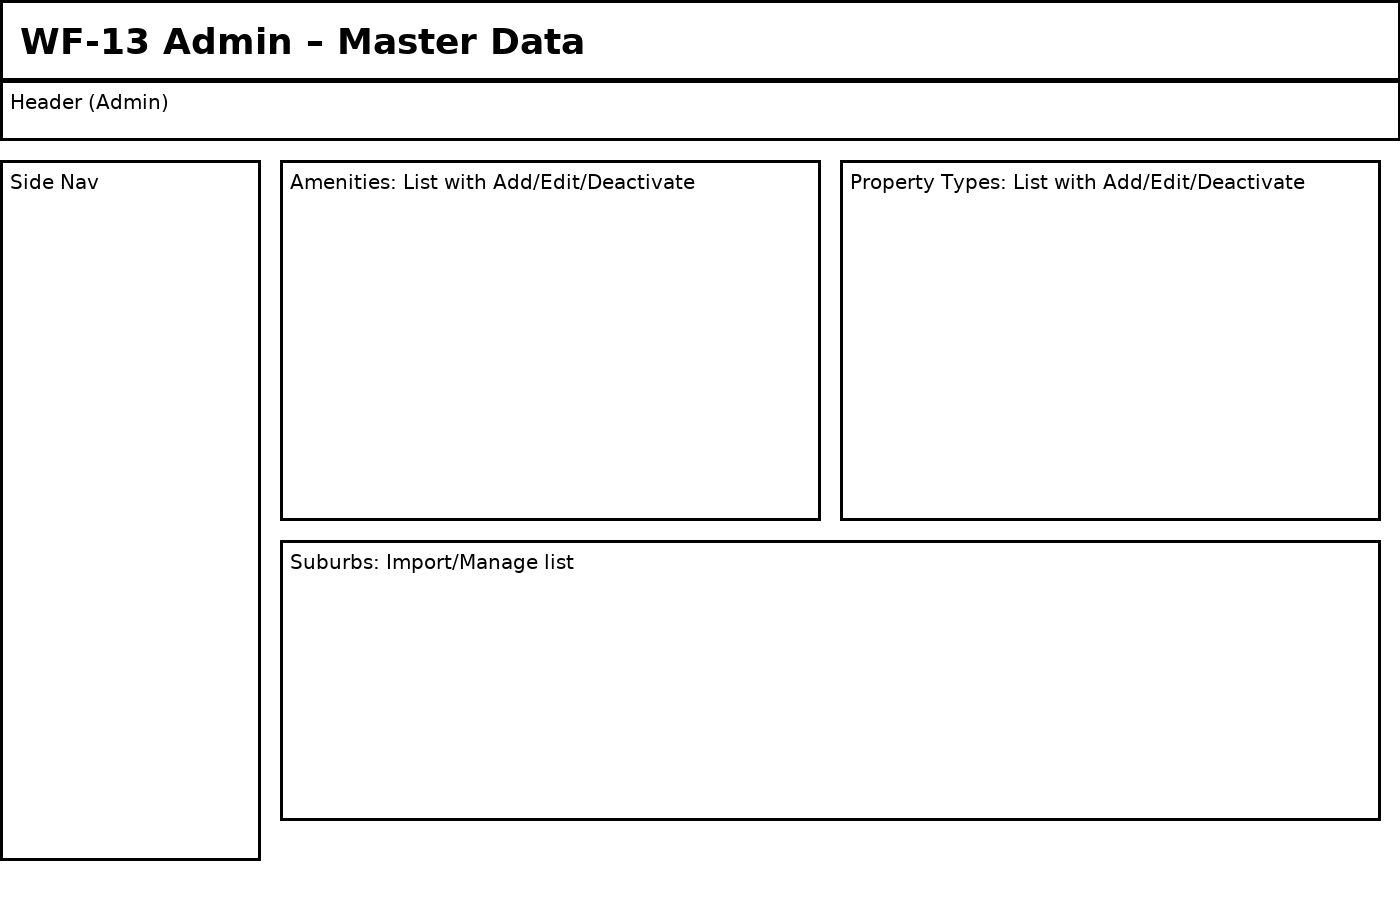 WF-13 Admin – Master Data
Header (Admin)
Side Nav
Amenities: List with Add/Edit/Deactivate
Property Types: List with Add/Edit/Deactivate
Suburbs: Import/Manage list